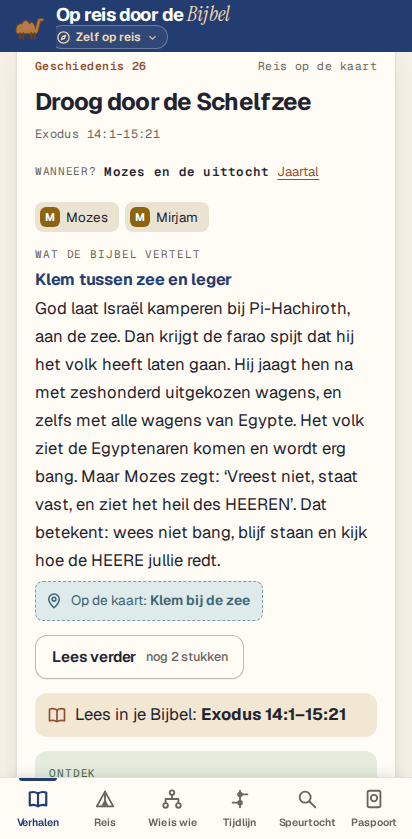 Op reis door de Bijbel
Zelf op reis
Geschiedenis 26
Reis op de kaart
Droog door de Schelfzee
Exodus 14:1–15:21
WANNEER? Mozes en de uittocht Jaartal
M Mozes
M Mirjam
WAT DE BIJBEL VERTELT
Klem tussen zee en leger
God laat Israël kamperen bij Pi-Hachiroth,
aan de zee. Dan krijgt de farao spijt dat hij
het volk heeft laten gaan. Hij jaagt hen na
met zeshonderd uitgekozen wagens, en
zelfs met alle wagens van Egypte. Het volk
ziet de Egyptenaren komen en wordt erg
bang. Maar Mozes zegt: ‘Vreest niet, staat
vast, en ziet het heil des HEEREN’. Dat
betekent: wees niet bang, blijf staan en kijk
hoe de HEERE jullie redt.
Op de kaart: Klem bij de zee
Lees verder nog 2 stukken
Lees in je Bijbel: Exodus 14:1–15:21
ONTDEK
Verhalen
Reis
Wie is wie
Tijdlijn
Speurtocht
Paspoort